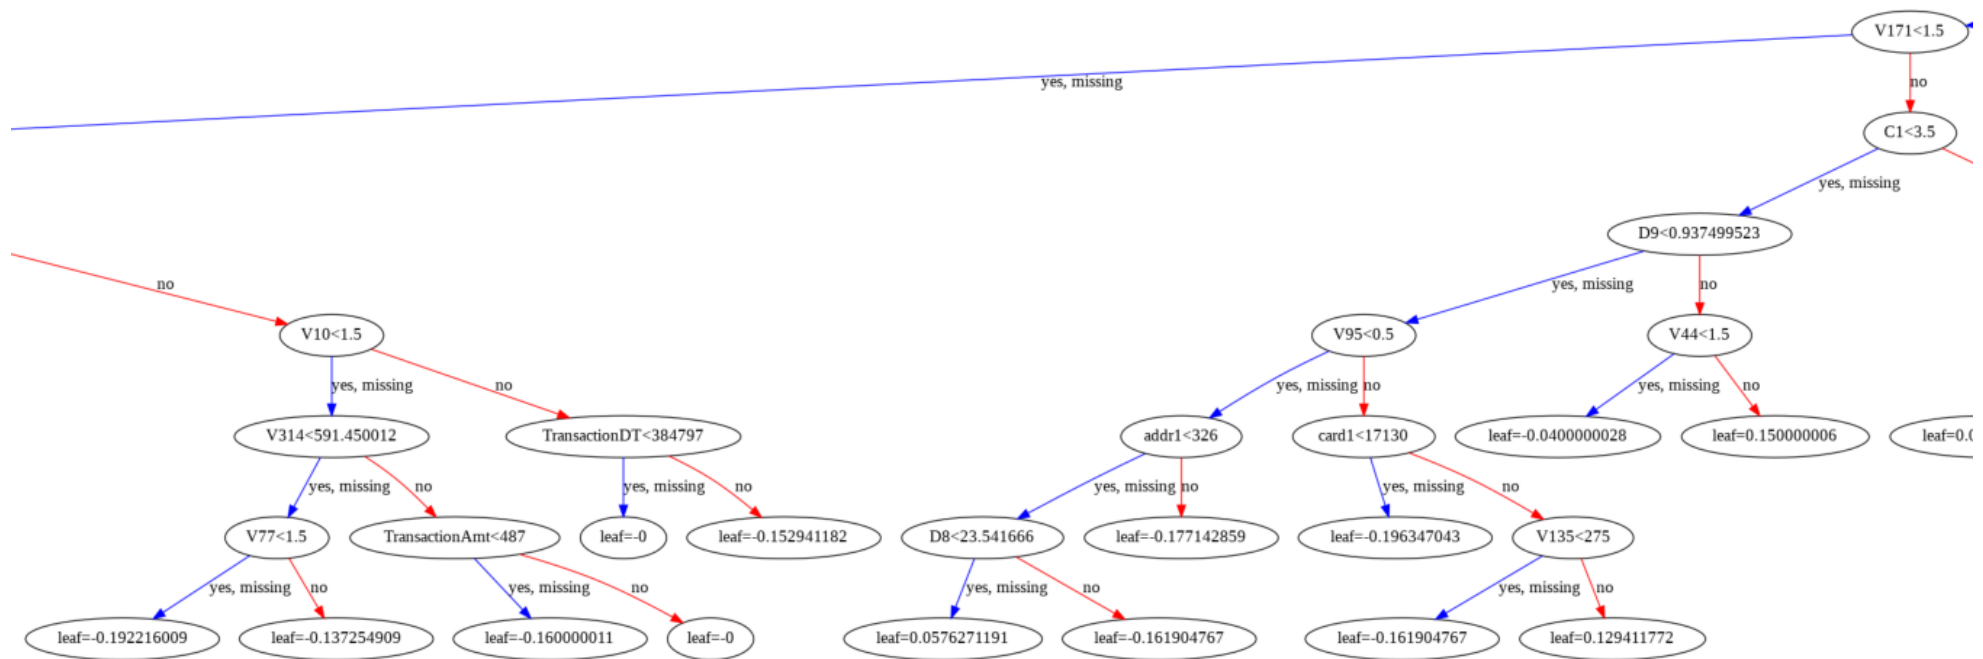 V171<1.5
yes, missing
no
C1<3.5
yes, missing
D9<0.937499523
no
yes, missing
no
V10<1.5
V95<0.5
V44<1.5
yes, missing
no
yes, missing
no
yes, missing
no
V314<591.450012
TransactionDT<384797
addr1<326
card1<17130
leaf=-0.0400000028
leaf=0.150000006
leaf=0.0
yes, missing
no
yes, missing
no
yes, missing
no
yes, missing
no
V77<1.5
TransactionAmt<487
leaf=-0
leaf=-0.152941182
D8<23.541666
leaf=-0.177142859
leaf=-0.196347043
V135<275
yes, missing
no
yes, missing
no
yes, missing
no
yes, missing
no
leaf=-0.192216009
leaf=-0.137254909
leaf=-0.160000011
leaf=-0
leaf=0.0576271191
leaf=-0.161904767
leaf=-0.161904767
leaf=0.129411772